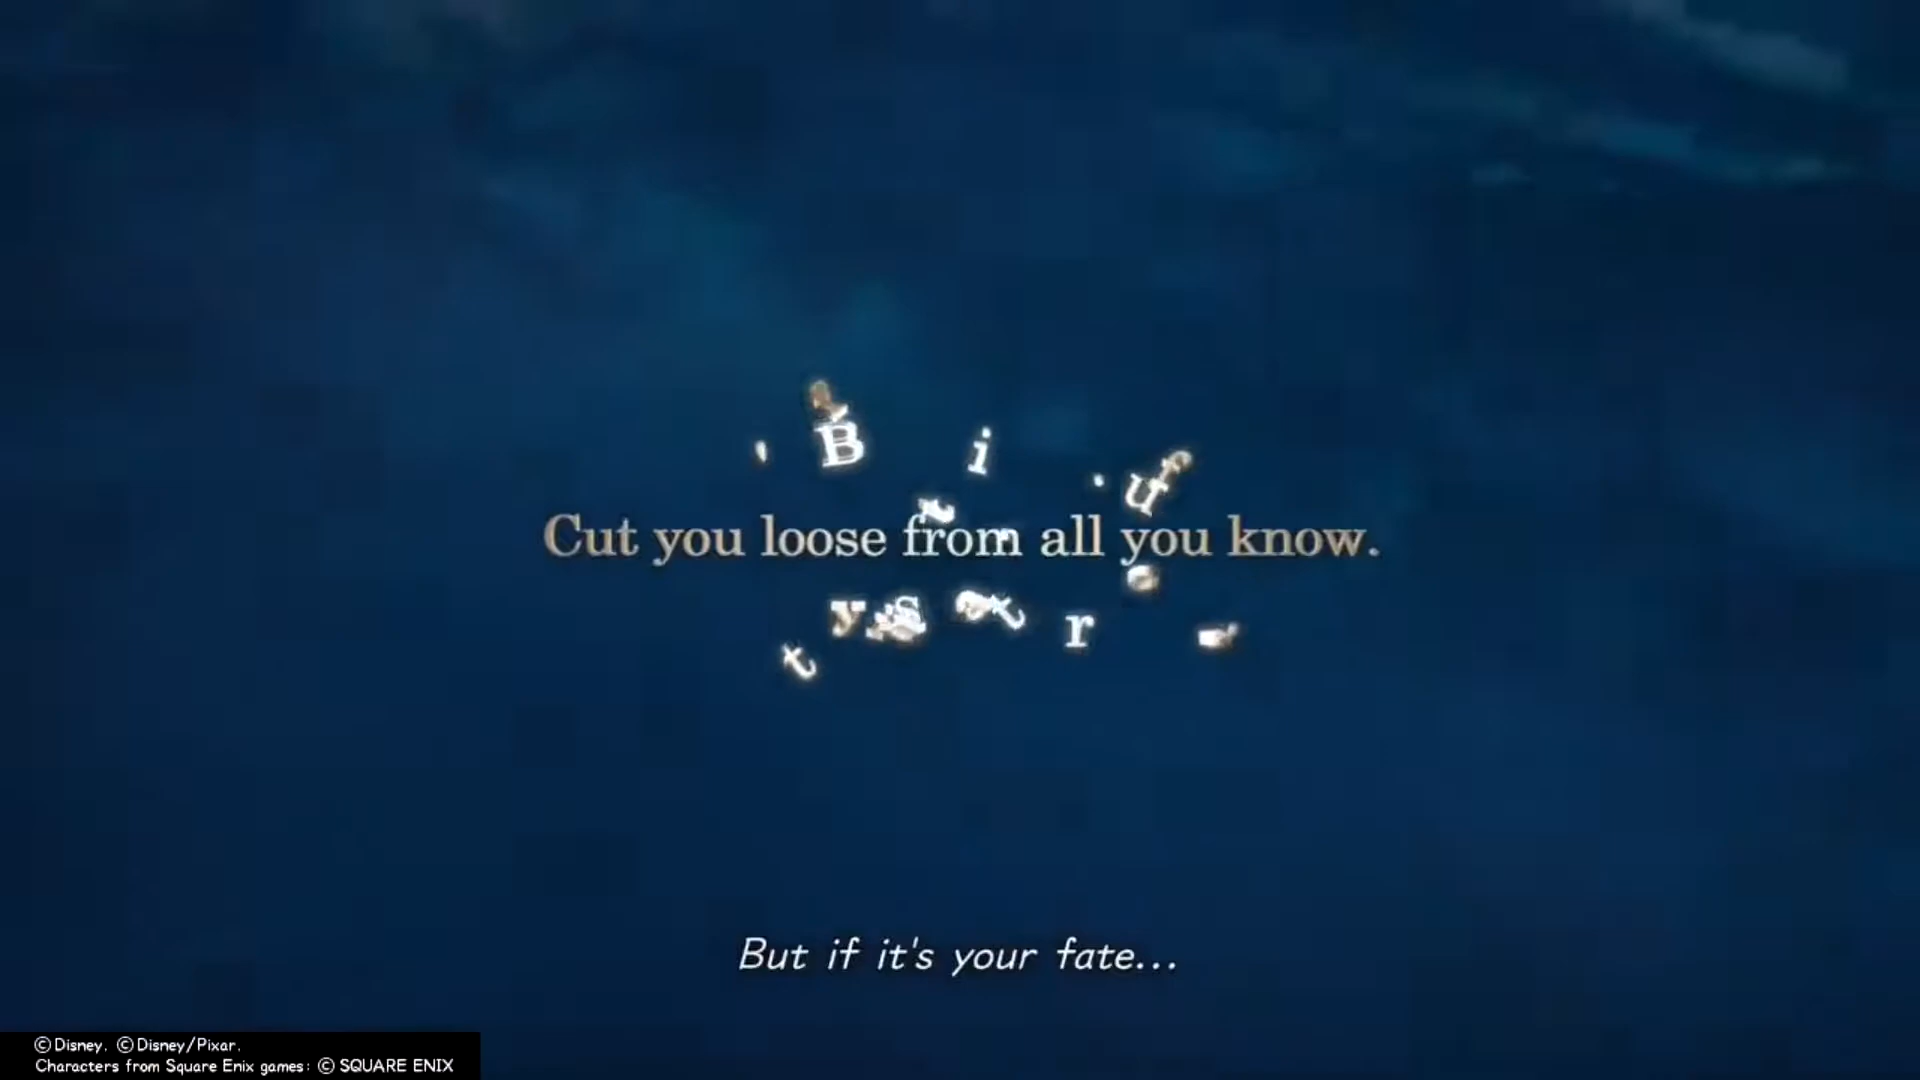 Cut you loose from all you know.
But if it's your fate...
©Disney. ©Disney/Pixar.
Characters from Square Enix games: © SQUARE ENIX